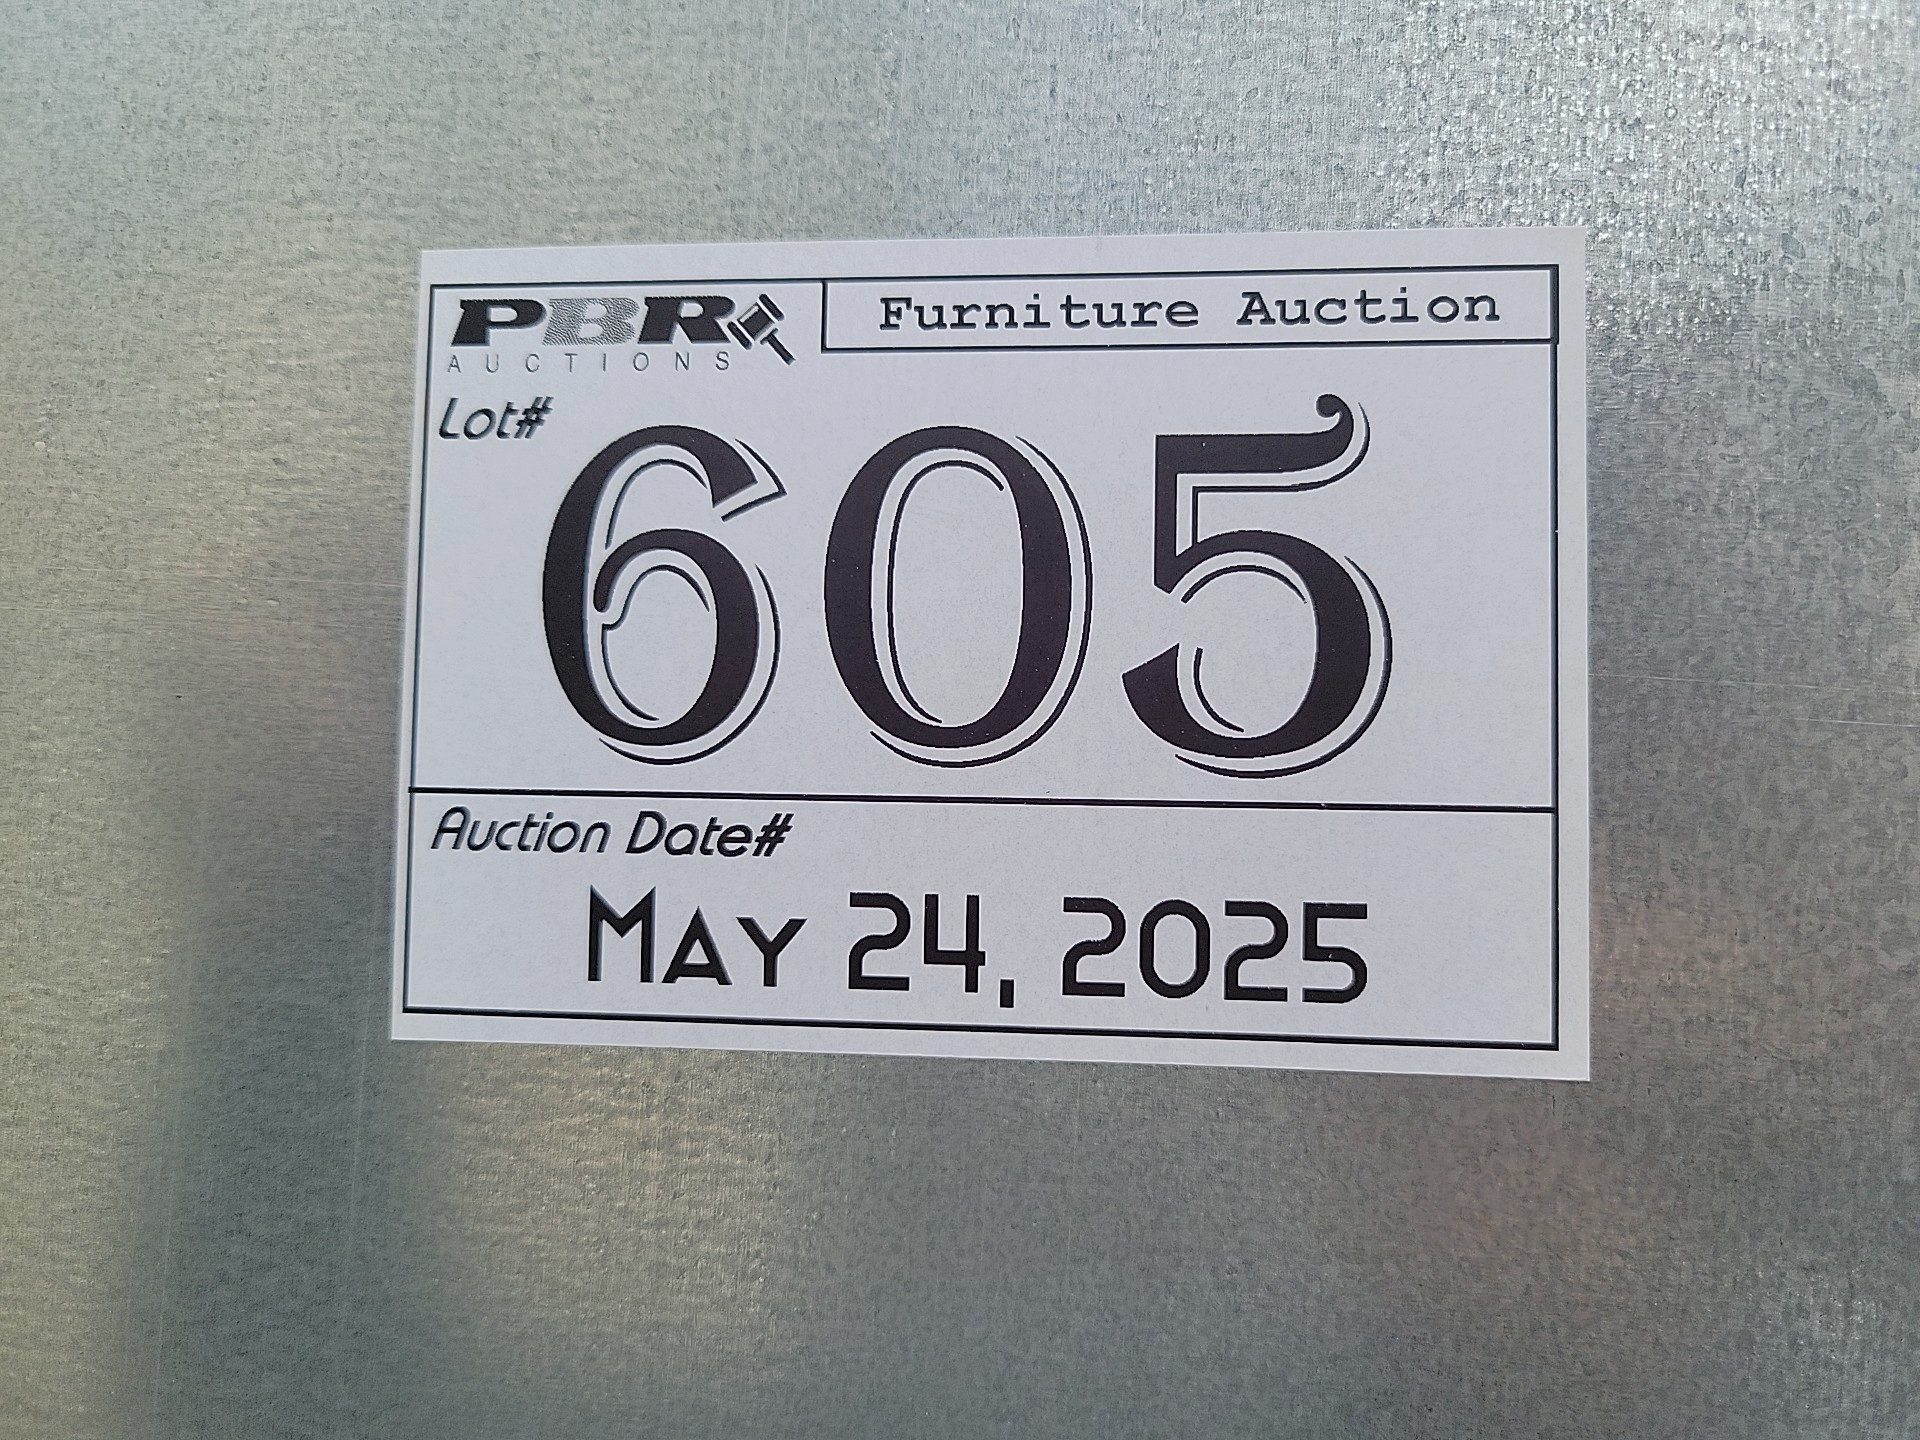 PBR
AUCTIONS
Furniture Auction
Lot#
605
Auction Date#
May 24, 2025